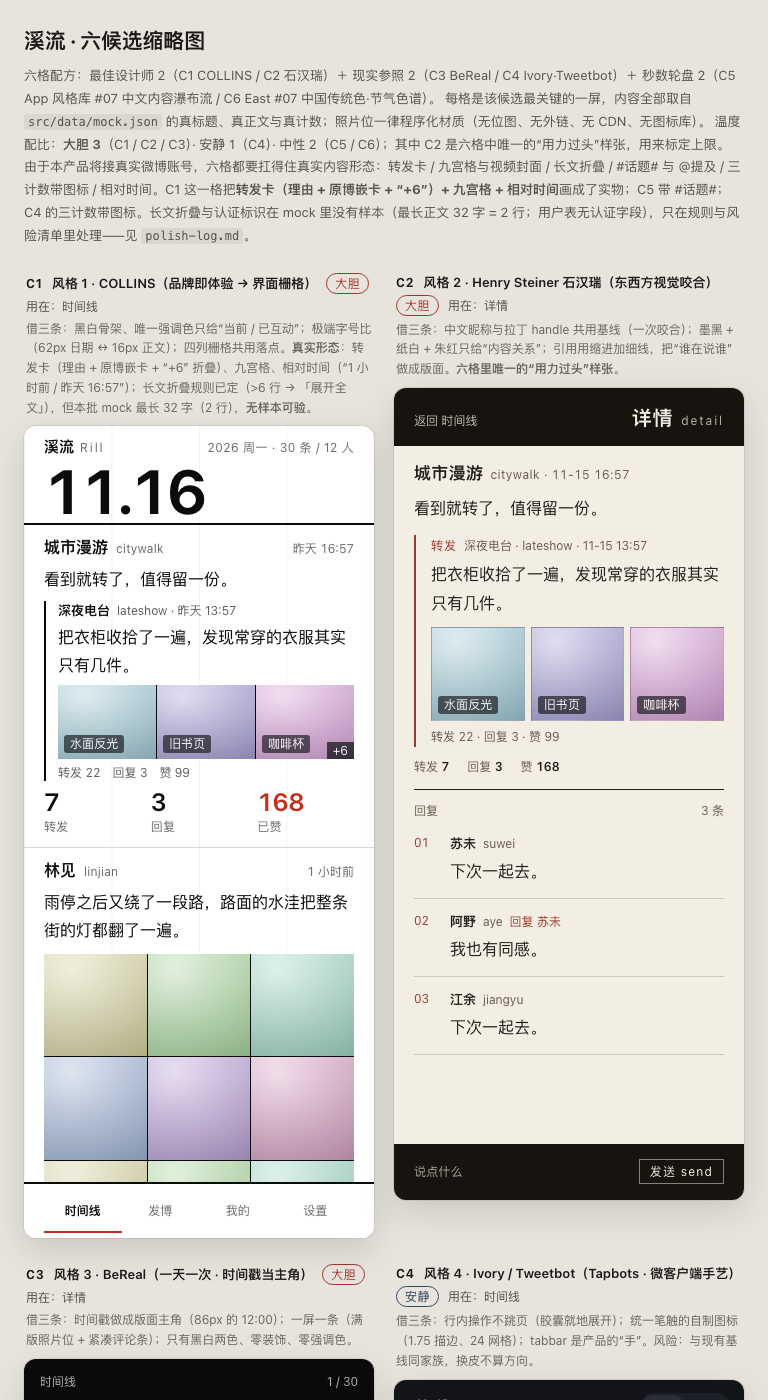 溪流 · 六候选缩略图
六格配方：最佳设计师 2（C1 COLLINS / C2 石汉瑞）＋ 现实参照 2（C3 BeReal / C4 Ivory·Tweetbot）＋ 秒数轮盘 2（C5
App 风格库 #07 中文内容瀑布流 / C6 East #07 中国传统色·节气色谱）。 每格是该候选最关键的一屏，内容全部取自
src/data/mock.json 的真标题、真正文与真计数；照片位一律程序化材质（无位图、无外链、无 CDN、无图标库）。 温度
配比：大胆 3（C1 / C2 / C3）· 安静 1（C4）· 中性 2（C5 / C6）；其中 C2 是六格中唯一的“用力过头”样张，用来标定上限。
由于本产品将接真实微博账号，六格都要扛得住真实内容形态：转发卡 / 九宫格与视频封面 / 长文折叠 / #话题# 与 @提及 / 三
计数带图标 / 相对时间。C1 这一格把转发卡（理由 + 原博嵌卡 + “+6”）+ 九宫格 + 相对时间画成了实物；C5 带 #话题#；
C4 的三计数带图标。长文折叠与认证标识在 mock 里没有样本（最长正文 32 字 = 2 行；用户表无认证字段），只在规则与风
险清单里处理——见 polish-log.md 。
C1 风格 1 · COLLINS（品牌即体验 → 界面栅格） 大胆
用在：时间线
借三条：黑白骨架、唯一强调色只给“当前 / 已互动”；极端字号比
（62px 日期 ↔ 16px 正文）；四列栅格共用落点。真实形态：转
发卡（理由 + 原博嵌卡 + “+6” 折叠）、九宫格、相对时间（“1 小
时前 / 昨天 16:57”）；长文折叠规则已定（>6 行 → 「展开全
文」），但本批 mock 最长 32 字（2 行），无样本可验。
溪流 Rill
2026 周一 · 30 条 / 12 人
11.16
城市漫游 citywalk
昨天 16:57
看到就转了，值得留一份。
深夜电台 lateshow · 昨天 13:57
把衣柜收拾了一遍，发现常穿的衣服其实
只有几件。
水面反光
旧书页
咖啡杯
+6
转发 22 回复 3 赞 99
7
3
168
转发
回复
已赞
林见 linjian
1 小时前
雨停之后又绕了一段路，路面的水洼把整条
街的灯都翻了一遍。
时间线
发博
我的
设置
C2 风格 2 · Henry Steiner 石汉瑞（东西方视觉咬合）
大胆 用在：详情
借三条：中文昵称与拉丁 handle 共用基线（一次咬合）；墨黑 +
纸白 + 朱红只给“内容关系”；引用用缩进加细线，把“谁在说谁”
做成版面。六格里唯一的“用力过头”样张。
返回 时间线
详情 detail
城市漫游 citywalk · 11-15 16:57
看到就转了，值得留一份。
转发 深夜电台 · lateshow · 11-15 13:57
把衣柜收拾了一遍，发现常穿的衣服其实
只有几件。
水面反光
旧书页
咖啡杯
转发 22 · 回复 3 · 赞 99
转发 7 回复 3 赞 168
回复
3 条
01 苏未 suwei
下次一起去。
02 阿野 aye 回复 苏未
我也有同感。
03 江余 jiangyu
下次一起去。
说点什么
发送 send
C3 风格 3 · BeReal（一天一次 · 时间戳当主角） 大胆
用在：详情
借三条：时间戳做成版面主角（86px 的 12:00）；一屏一条（满
版照片位 + 紧凑评论条）；只有黑白两色、零装饰、零强调色。
时间线
1 / 30
C4 风格 4 · Ivory / Tweetbot（Tapbots · 微客户端手艺）
安静 用在：时间线
借三条：行内操作不跳页（胶囊就地展开）；统一笔触的自制图标
（1.75 描边、24 网格）；tabbar 是产品的“手”。风险：与现有基
线同家族，换皮不算方向。